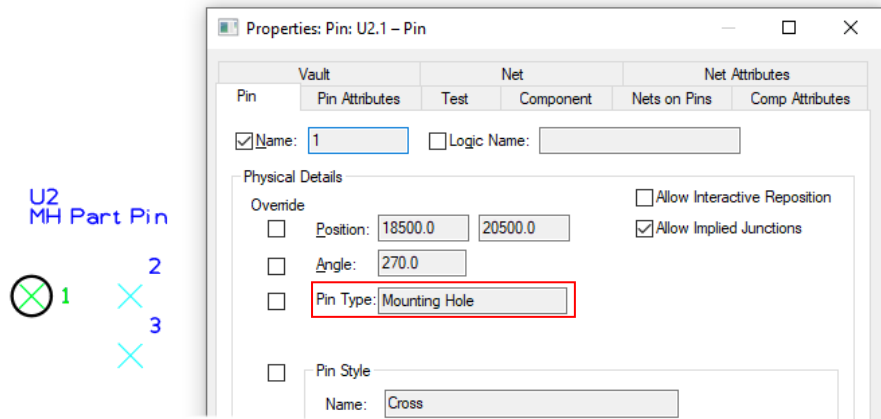 Properties: Pin: U2.1 – Pin
Vault Net Net Attributes
Pin Pin Attributes Test Component Nets on Pins Comp Attributes
Name: 1 Logic Name:
Physical Details
Override
Allow Interactive Reposition
Position: 18500.0 20500.0 Allow Implied Junctions
Angle: 270.0
Pin Type: Mounting Hole
Pin Style
Name: Cross
U2
MH Part Pin
2
1
3